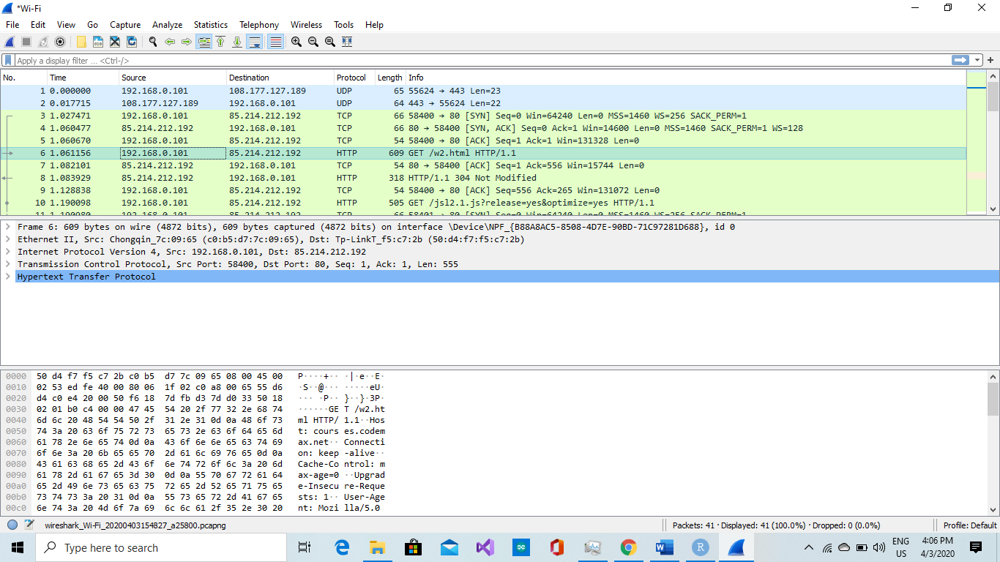 *Wi-Fi
File Edit View Go Capture Analyze Statistics Telephony Wireless Tools Help
Apply a display filter ... <Ctrl-/>
No. Time Source Destination Protocol Length Info
1 0.000000 192.168.0.101 108.177.127.189 UDP 65 55624 → 443 Len=23
2 0.017715 108.177.127.189 192.168.0.101 UDP 64 443 → 55624 Len=22
3 1.027471 192.168.0.101 85.214.212.192 TCP 66 58400 → 80 [SYN] Seq=0 Win=64240 Len=0 MSS=1460 WS=256 SACK_PERM=1
4 1.060477 85.214.212.192 192.168.0.101 TCP 66 80 → 58400 [SYN, ACK] Seq=0 Ack=1 Win=14600 Len=0 MSS=1460 SACK_PERM=1 WS=128
5 1.060670 192.168.0.101 85.214.212.192 TCP 54 58400 → 80 [ACK] Seq=1 Ack=1 Win=131328 Len=0
6 1.061156 192.168.0.101 85.214.212.192 HTTP 609 GET /w2.html HTTP/1.1
7 1.082101 85.214.212.192 192.168.0.101 TCP 54 80 → 58400 [ACK] Seq=1 Ack=556 Win=15744 Len=0
8 1.083929 85.214.212.192 192.168.0.101 HTTP 318 HTTP/1.1 304 Not Modified
9 1.128838 192.168.0.101 85.214.212.192 TCP 54 58400 → 80 [ACK] Seq=556 Ack=265 Win=131072 Len=0
10 1.190098 192.168.0.101 85.214.212.192 HTTP 505 GET /jsl2.1.js?release=yes&optimize=yes HTTP/1.1
11 1.190980 192.168.0.101 85.214.212.192 TCP 66 58401 → 80 [SYN] Seq=0 Win=64240 Len=0 MSS=1460 WS=256 SACK_PERM=1
Frame 6: 609 bytes on wire (4872 bits), 609 bytes captured (4872 bits) on interface \Device\NPF_{B88A8AC5-8508-4D7E-90BD-71C97281D688}, id 0
Ethernet II, Src: Chongqin_7c:09:65 (c0:b5:d7:7c:09:65), Dst: Tp-LinkT_f5:c7:2b (50:d4:f7:f5:c7:2b)
Internet Protocol Version 4, Src: 192.168.0.101, Dst: 85.214.212.192
Transmission Control Protocol, Src Port: 58400, Dst Port: 80, Seq: 1, Ack: 1, Len: 555
Hypertext Transfer Protocol
0000 50 d4 f7 f5 c7 2b c0 b5 d7 7c 09 65 08 00 45 00 P····+·· ·|·e··E·
0010 02 53 ed fe 40 00 80 06 1f 02 c0 a8 00 65 55 d6 ·S··@··· ·····eU·
0020 d4 c0 e4 20 00 50 f6 18 7d fb d3 7d d0 33 50 18 ··· ·P·· }··}·3P·
0030 02 01 b0 c4 00 00 47 45 54 20 2f 77 32 2e 68 74 ······GE T /w2.ht
0040 6d 6c 20 48 54 54 50 2f 31 2e 31 0d 0a 48 6f 73 ml HTTP/ 1.1··Hos
0050 74 3a 20 63 6f 75 72 73 65 73 2e 63 6f 64 65 6d t: cours es.codem
0060 61 78 2e 6e 65 74 0d 0a 43 6f 6e 6e 65 63 74 69 ax.net·· Connecti
0070 6f 6e 3a 20 6b 65 65 70 2d 61 6c 69 76 65 0d 0a on: keep -alive··
0080 43 61 63 68 65 2d 43 6f 6e 74 72 6f 6c 3a 20 6d Cache-Co ntrol: m
0090 61 78 2d 61 67 65 3d 30 0d 0a 55 70 67 72 61 64 ax-age=0 ··Upgrad
00a0 65 2d 49 6e 73 65 63 75 72 65 2d 52 65 71 75 65 e-Insecu re-Reque
00b0 73 74 73 3a 20 31 0d 0a 55 73 65 72 2d 41 67 65 sts: 1·· User-Age
00c0 6e 74 3a 20 4d 6f 7a 69 6c 6c 61 2f 35 2e 30 20 nt: Mozi lla/5.0
wireshark_Wi-Fi_20200403154827_a25800.pcapng Packets: 41 · Displayed: 41 (100.0%) · Dropped: 0 (0.0%) Profile: Default
Type here to search
ENG 4:06 PM
US 4/3/2020